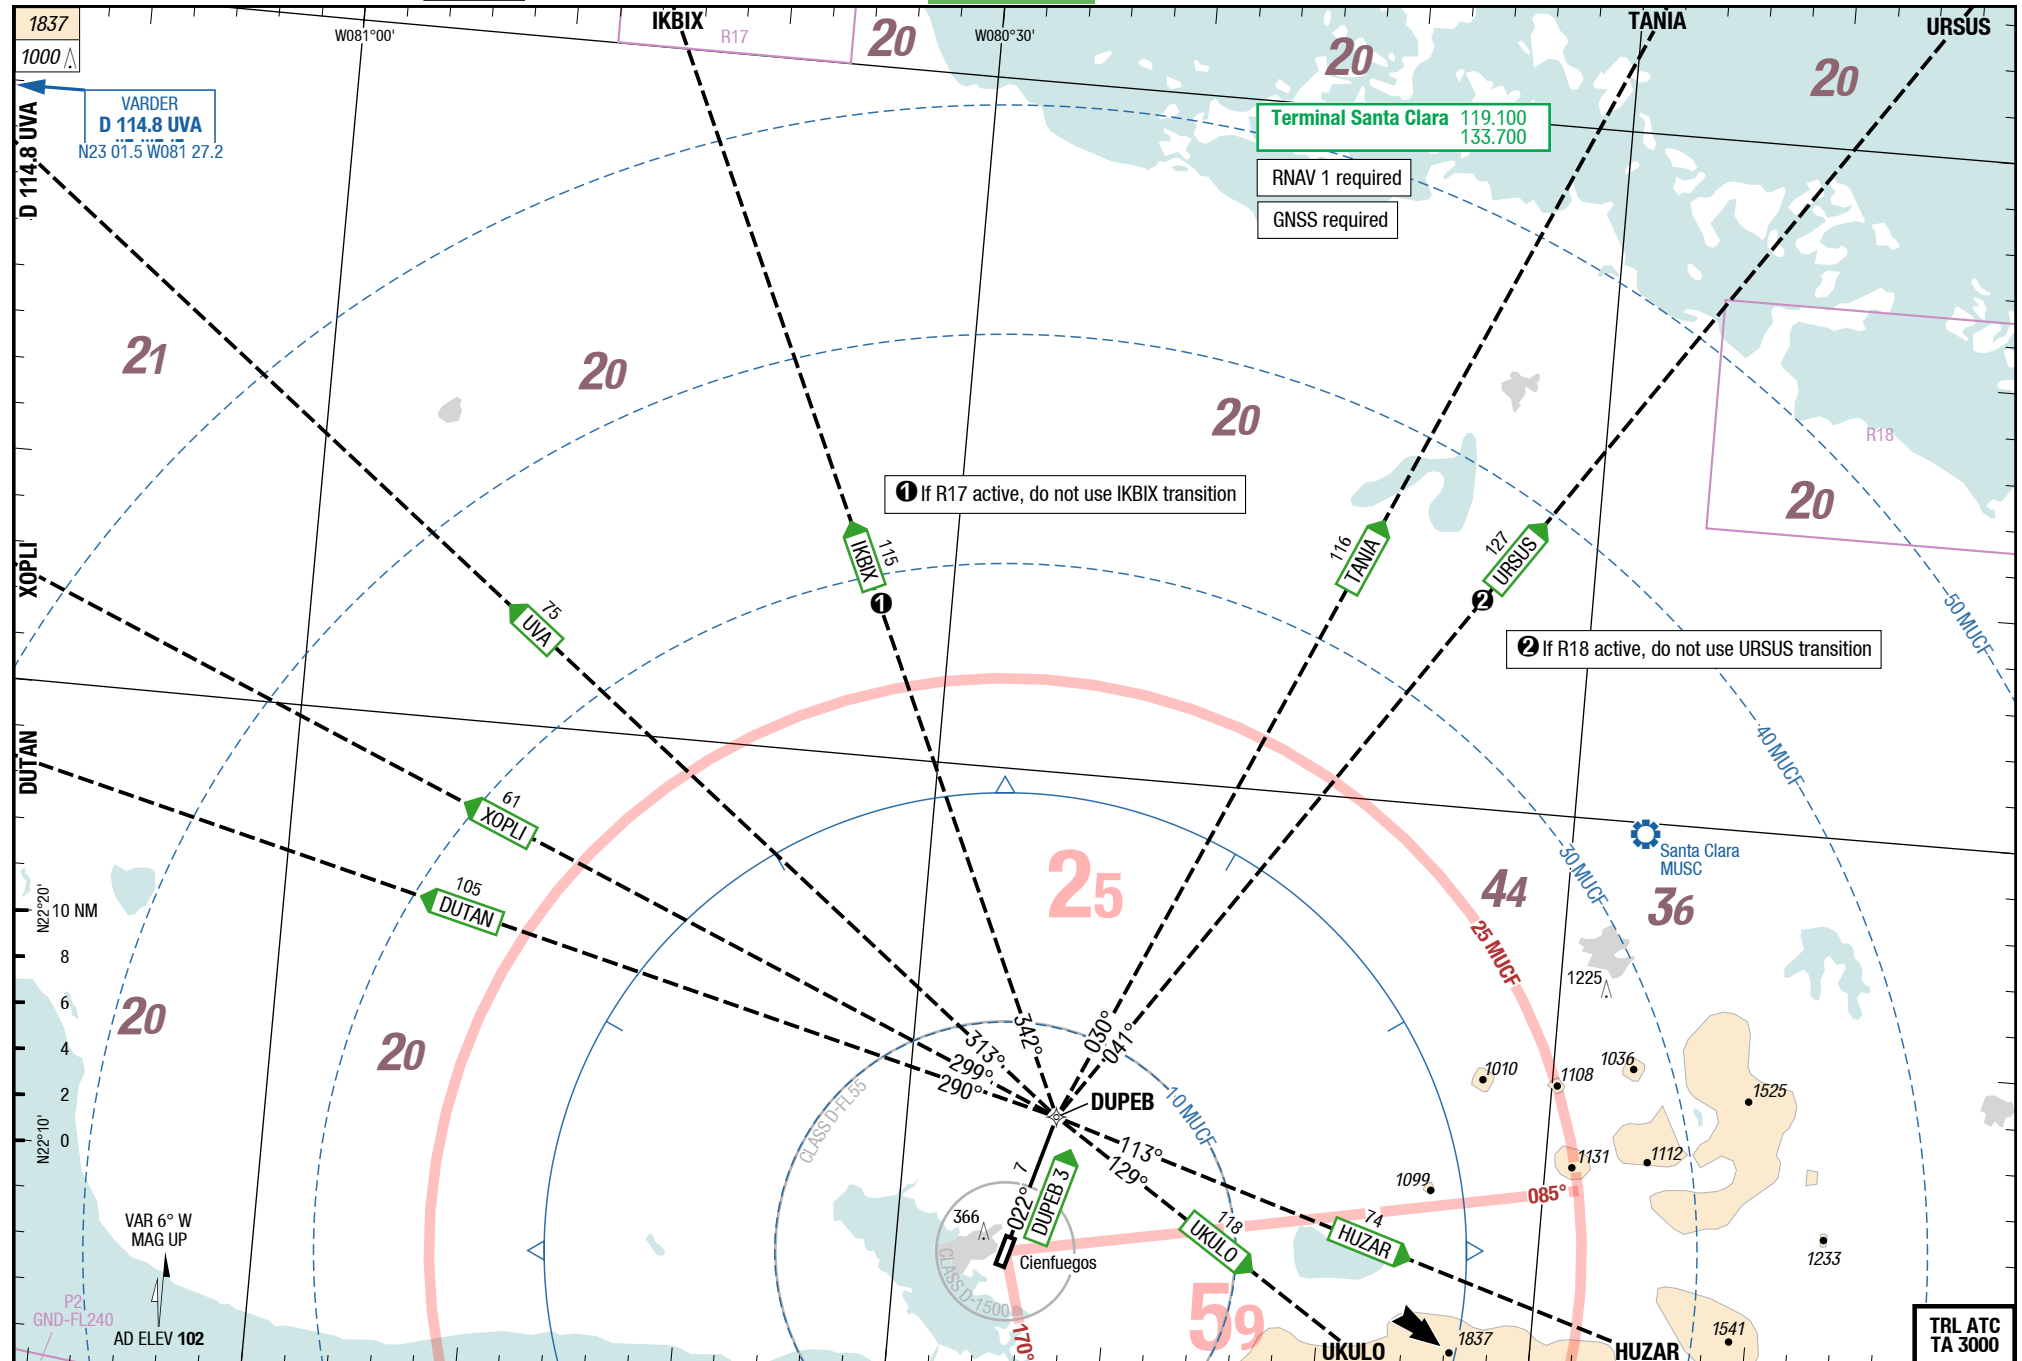 1837
1000
IKBIX
TANIA
URSUS
W081°00'
R17
20
W080°30'
20
20
VARDER
D 114.8 UVA
N23 01.5 W081 27.2
D 114.8 UVA
Terminal Santa Clara 119.100
133.700
RNAV 1 required
GNSS required
21
20
20
R18
20
❶ If R17 active, do not use IKBIX transition
115
IKBIX
❶
116
TANIA
127
URSUS
❷
❷ If R18 active, do not use URSUS transition
50 MUCF
XOPLI
75
UVA
DUTAN
40 MUCF
61
XOPLI
30 MUCF
Santa Clara
MUSC
25
44
36
105
DUTAN
25 MUCF
N22°20'
10 NM
8
6
4
2
0
N22°10'
1225
20
20
342°
313°
299°
290°
030°
041°
1010
1108
1036
1525
CLASS D-FL55
10 MUCF
DUPEB
113°
129°
1131
1112
1099
085°
7
022°
DUPEB 3
366
118
UKULO
74
HUZAR
1233
Cienfuegos
CLASS D-1500
VAR 6° W
MAG UP
P2
GND-FL240
AD ELEV 102
59
170°
1837
1541
UKULO
HUZAR
TRL ATC
TA 3000